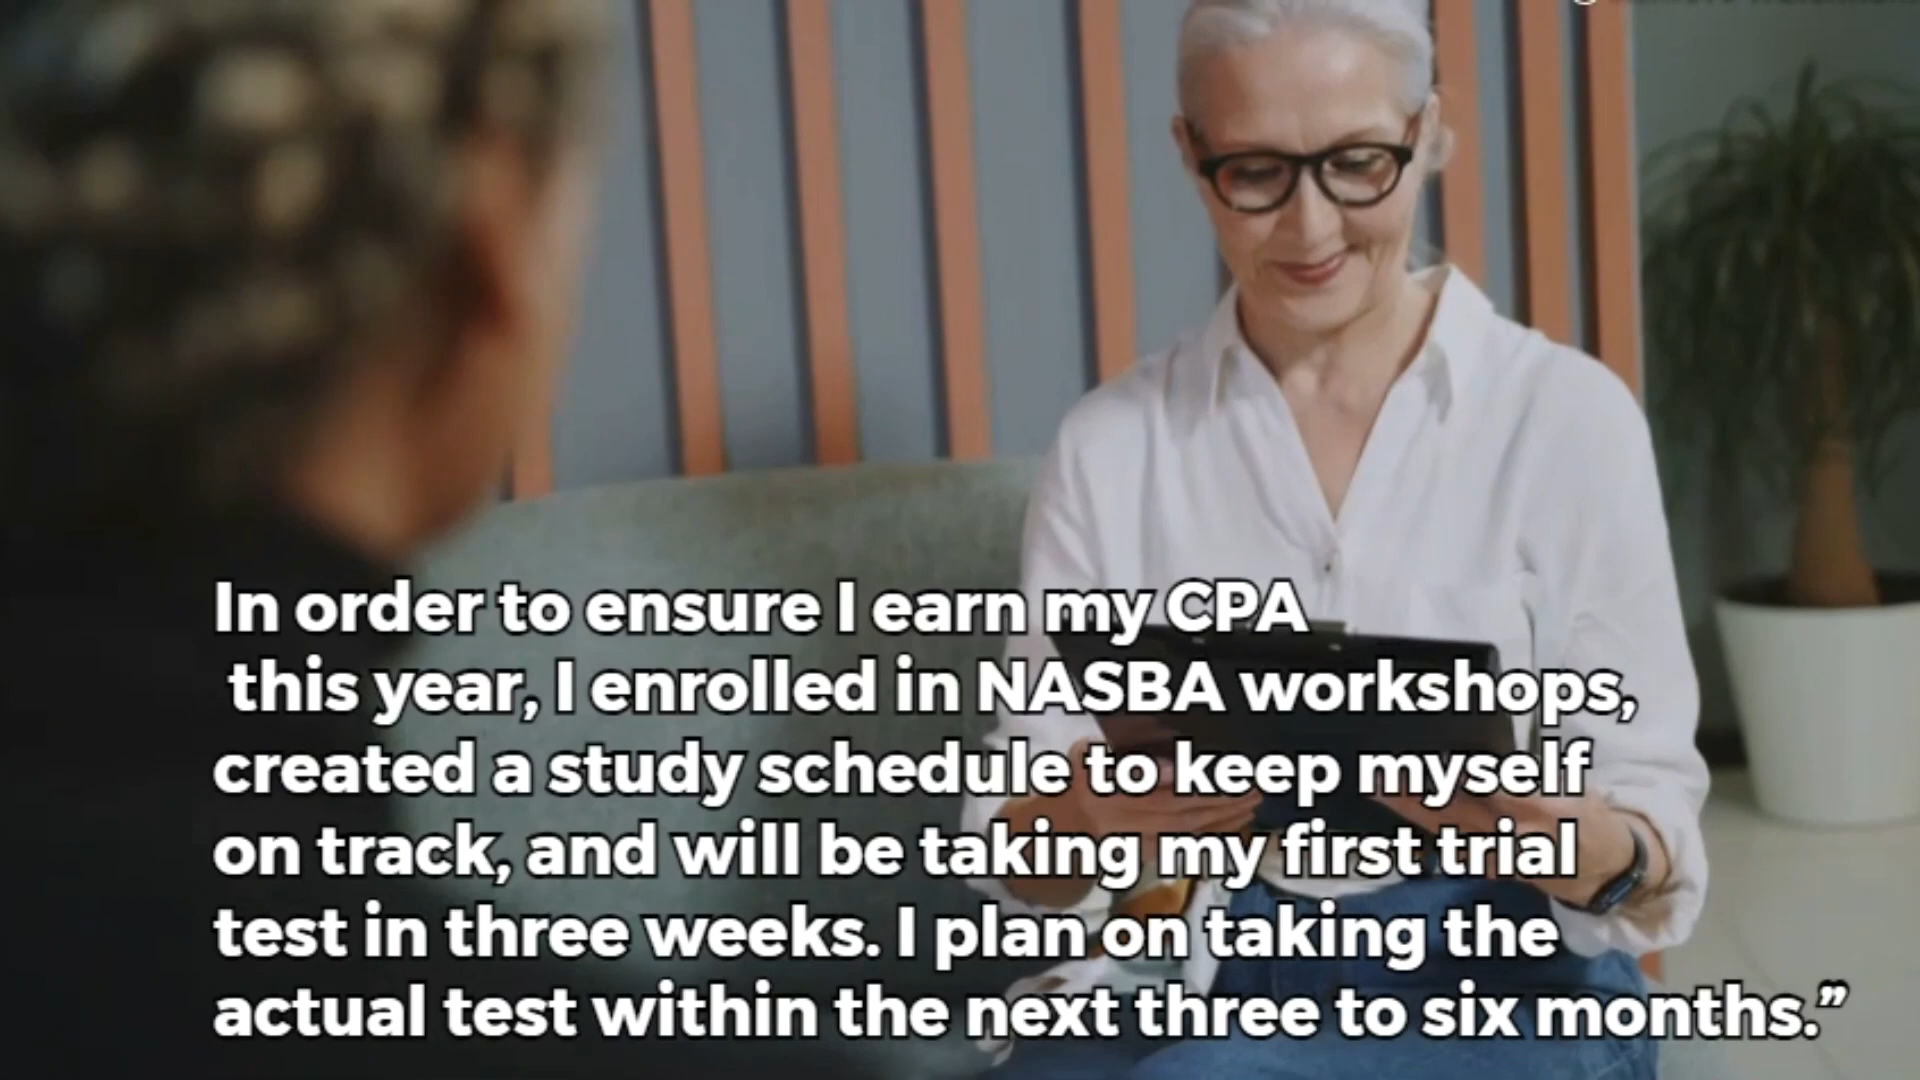 In order to ensure I earn my CPA
this year, I enrolled in NASBA workshops,
created a study schedule to keep myself
on track, and will be taking my first trial
test in three weeks. I plan on taking the
actual test within the next three to six months.”